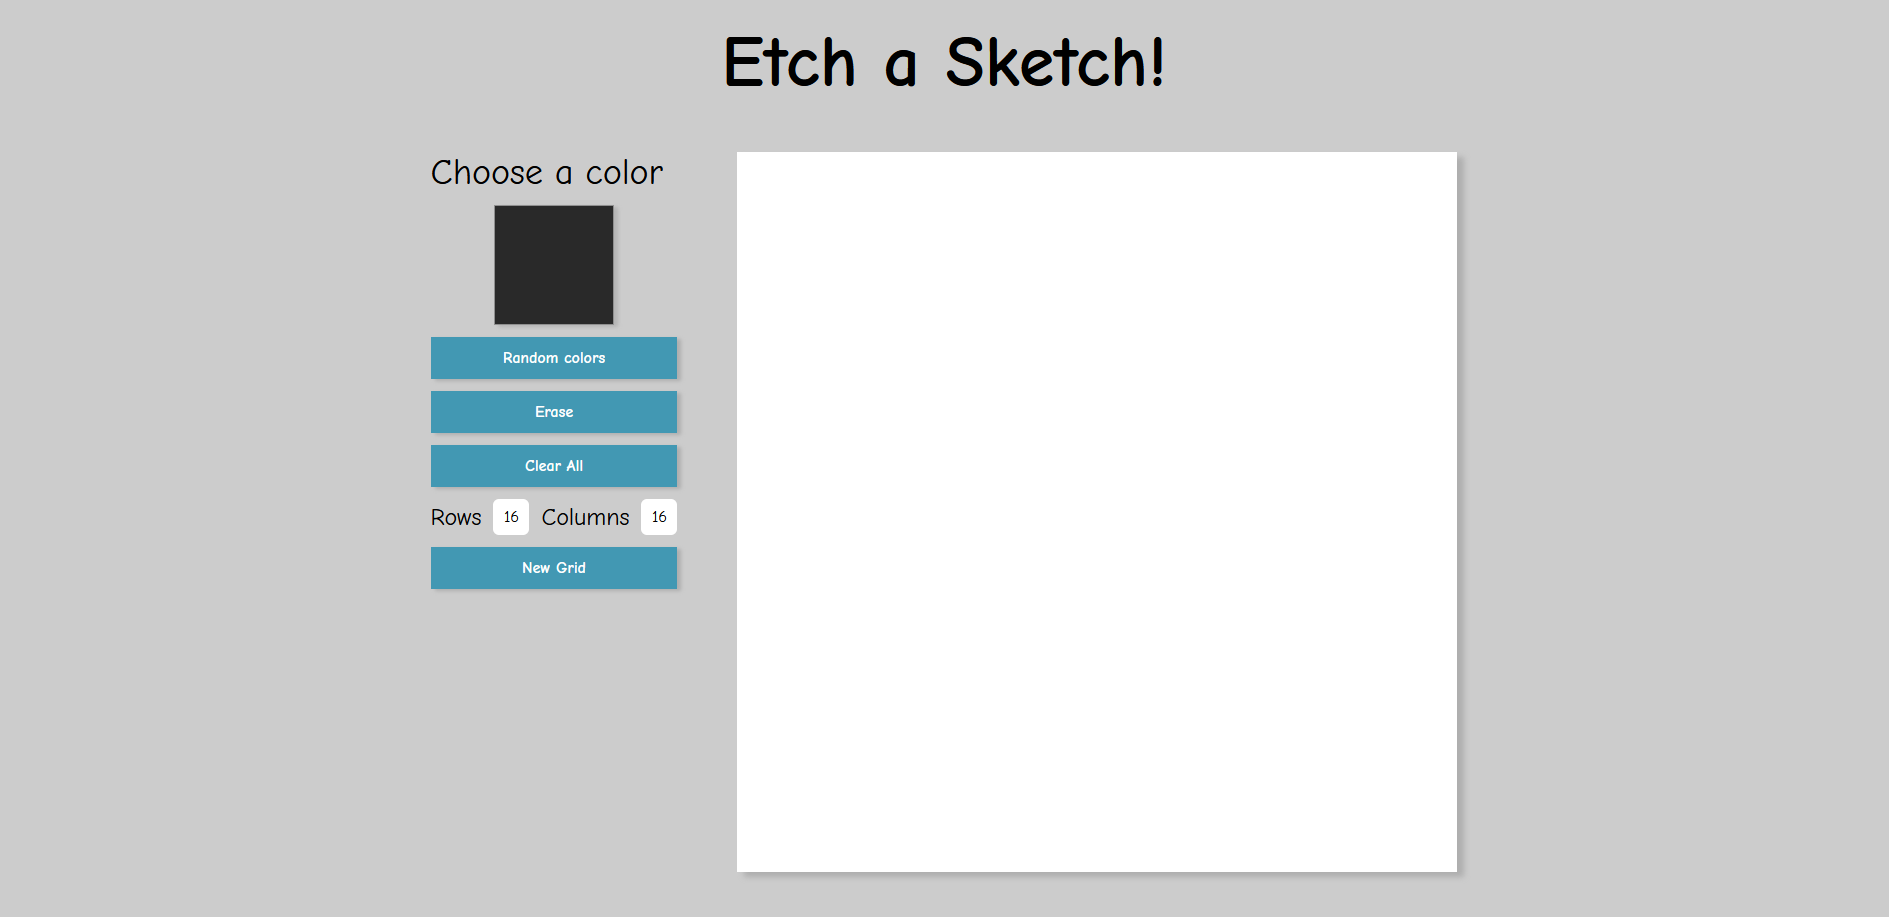 Etch a Sketch!
Choose a color
Random colors
Erase
Clear All
Rows 16 Columns 16
New Grid